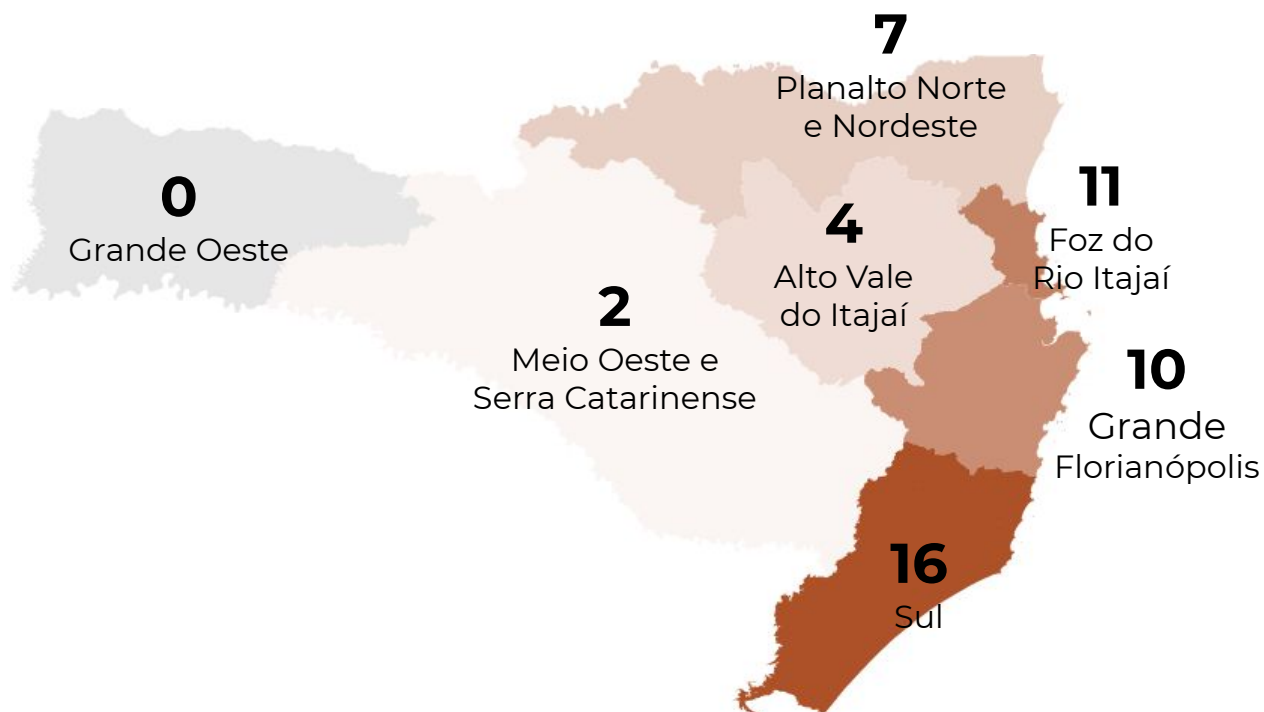 7
Planalto Norte
e Nordeste
0
Grande Oeste
4
Alto Vale
do Itajaí
11
Foz do
Rio Itajaí
2
Meio Oeste e
Serra Catarinense
10
Grande
Florianópolis
16
Sul